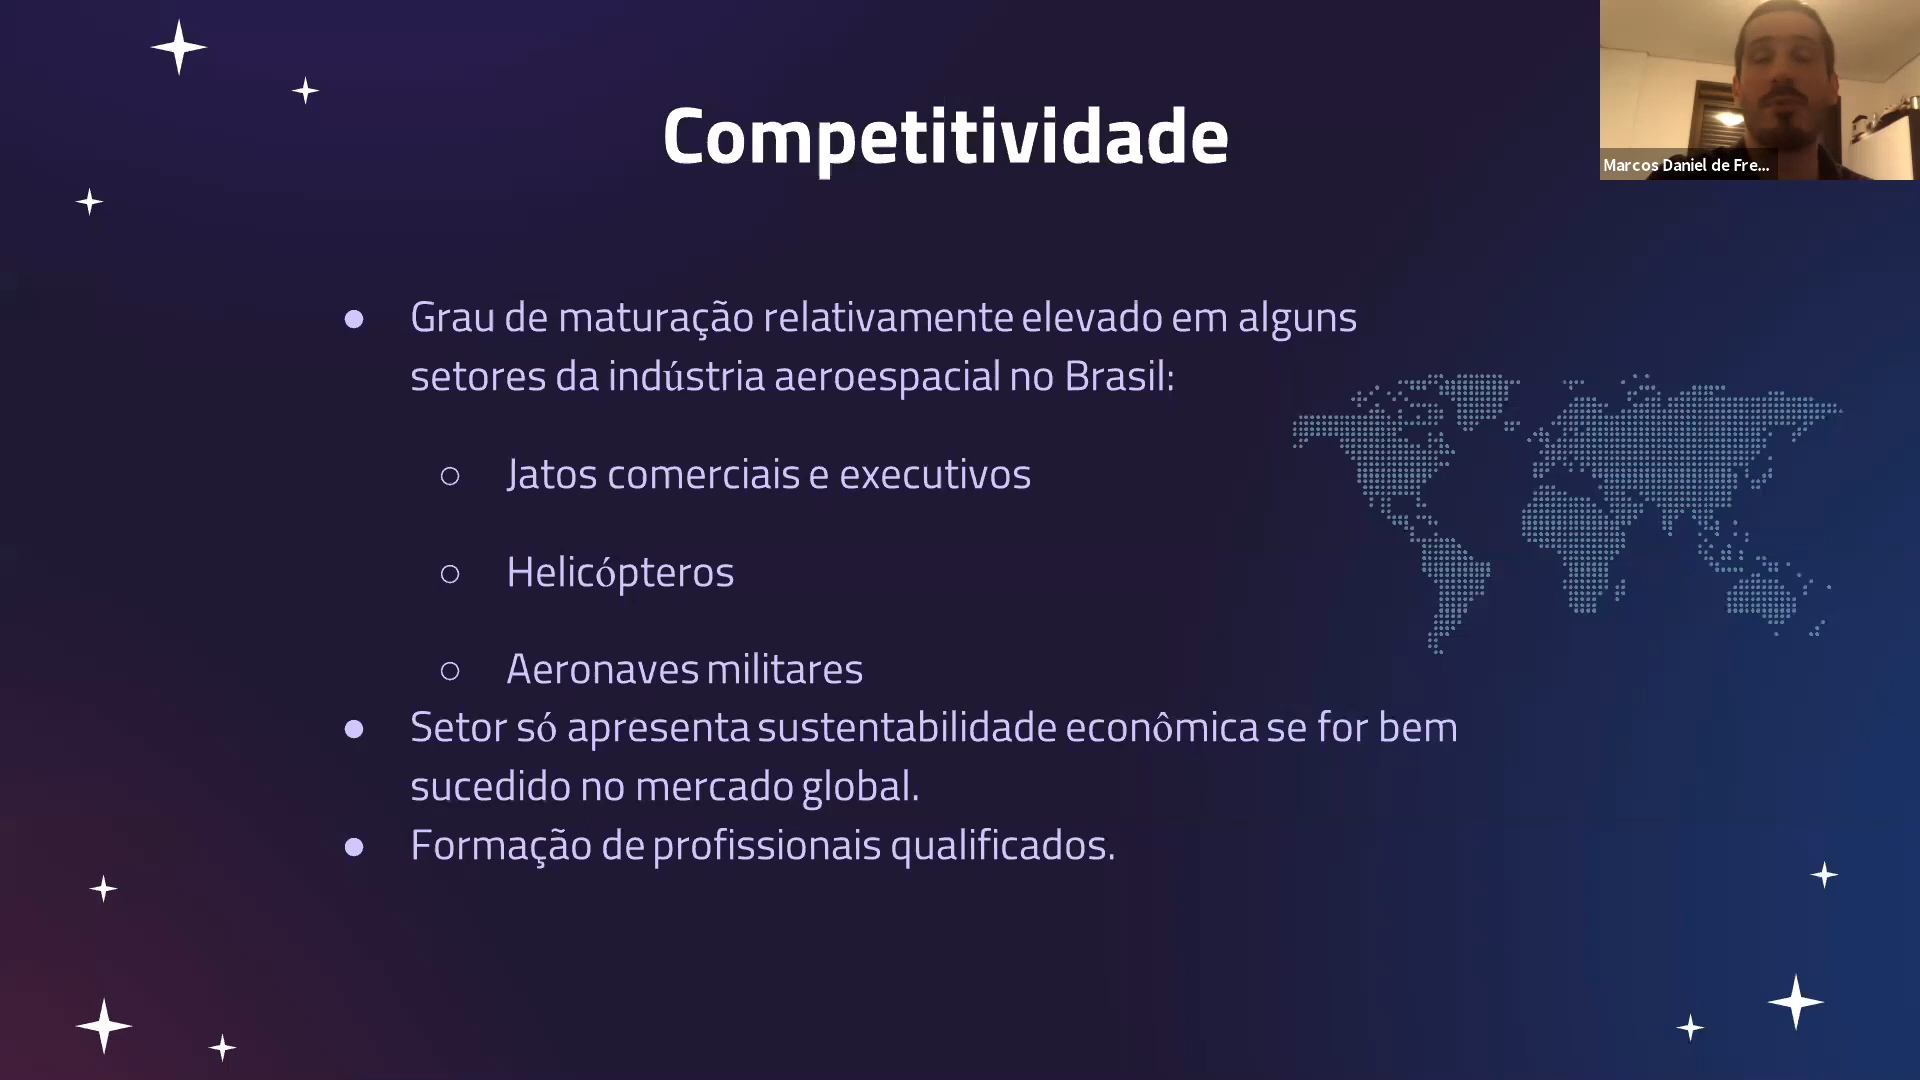 Competitividade
Marcos Daniel de Fre...
● Grau de maturação relativamente elevado em alguns
setores da indústria aeroespacial no Brasil:
○ Jatos comerciais e executivos
○ Helicópteros
○ Aeronaves militares
● Setor só apresenta sustentabilidade econômica se for bem
sucedido no mercado global.
● Formação de profissionais qualificados.